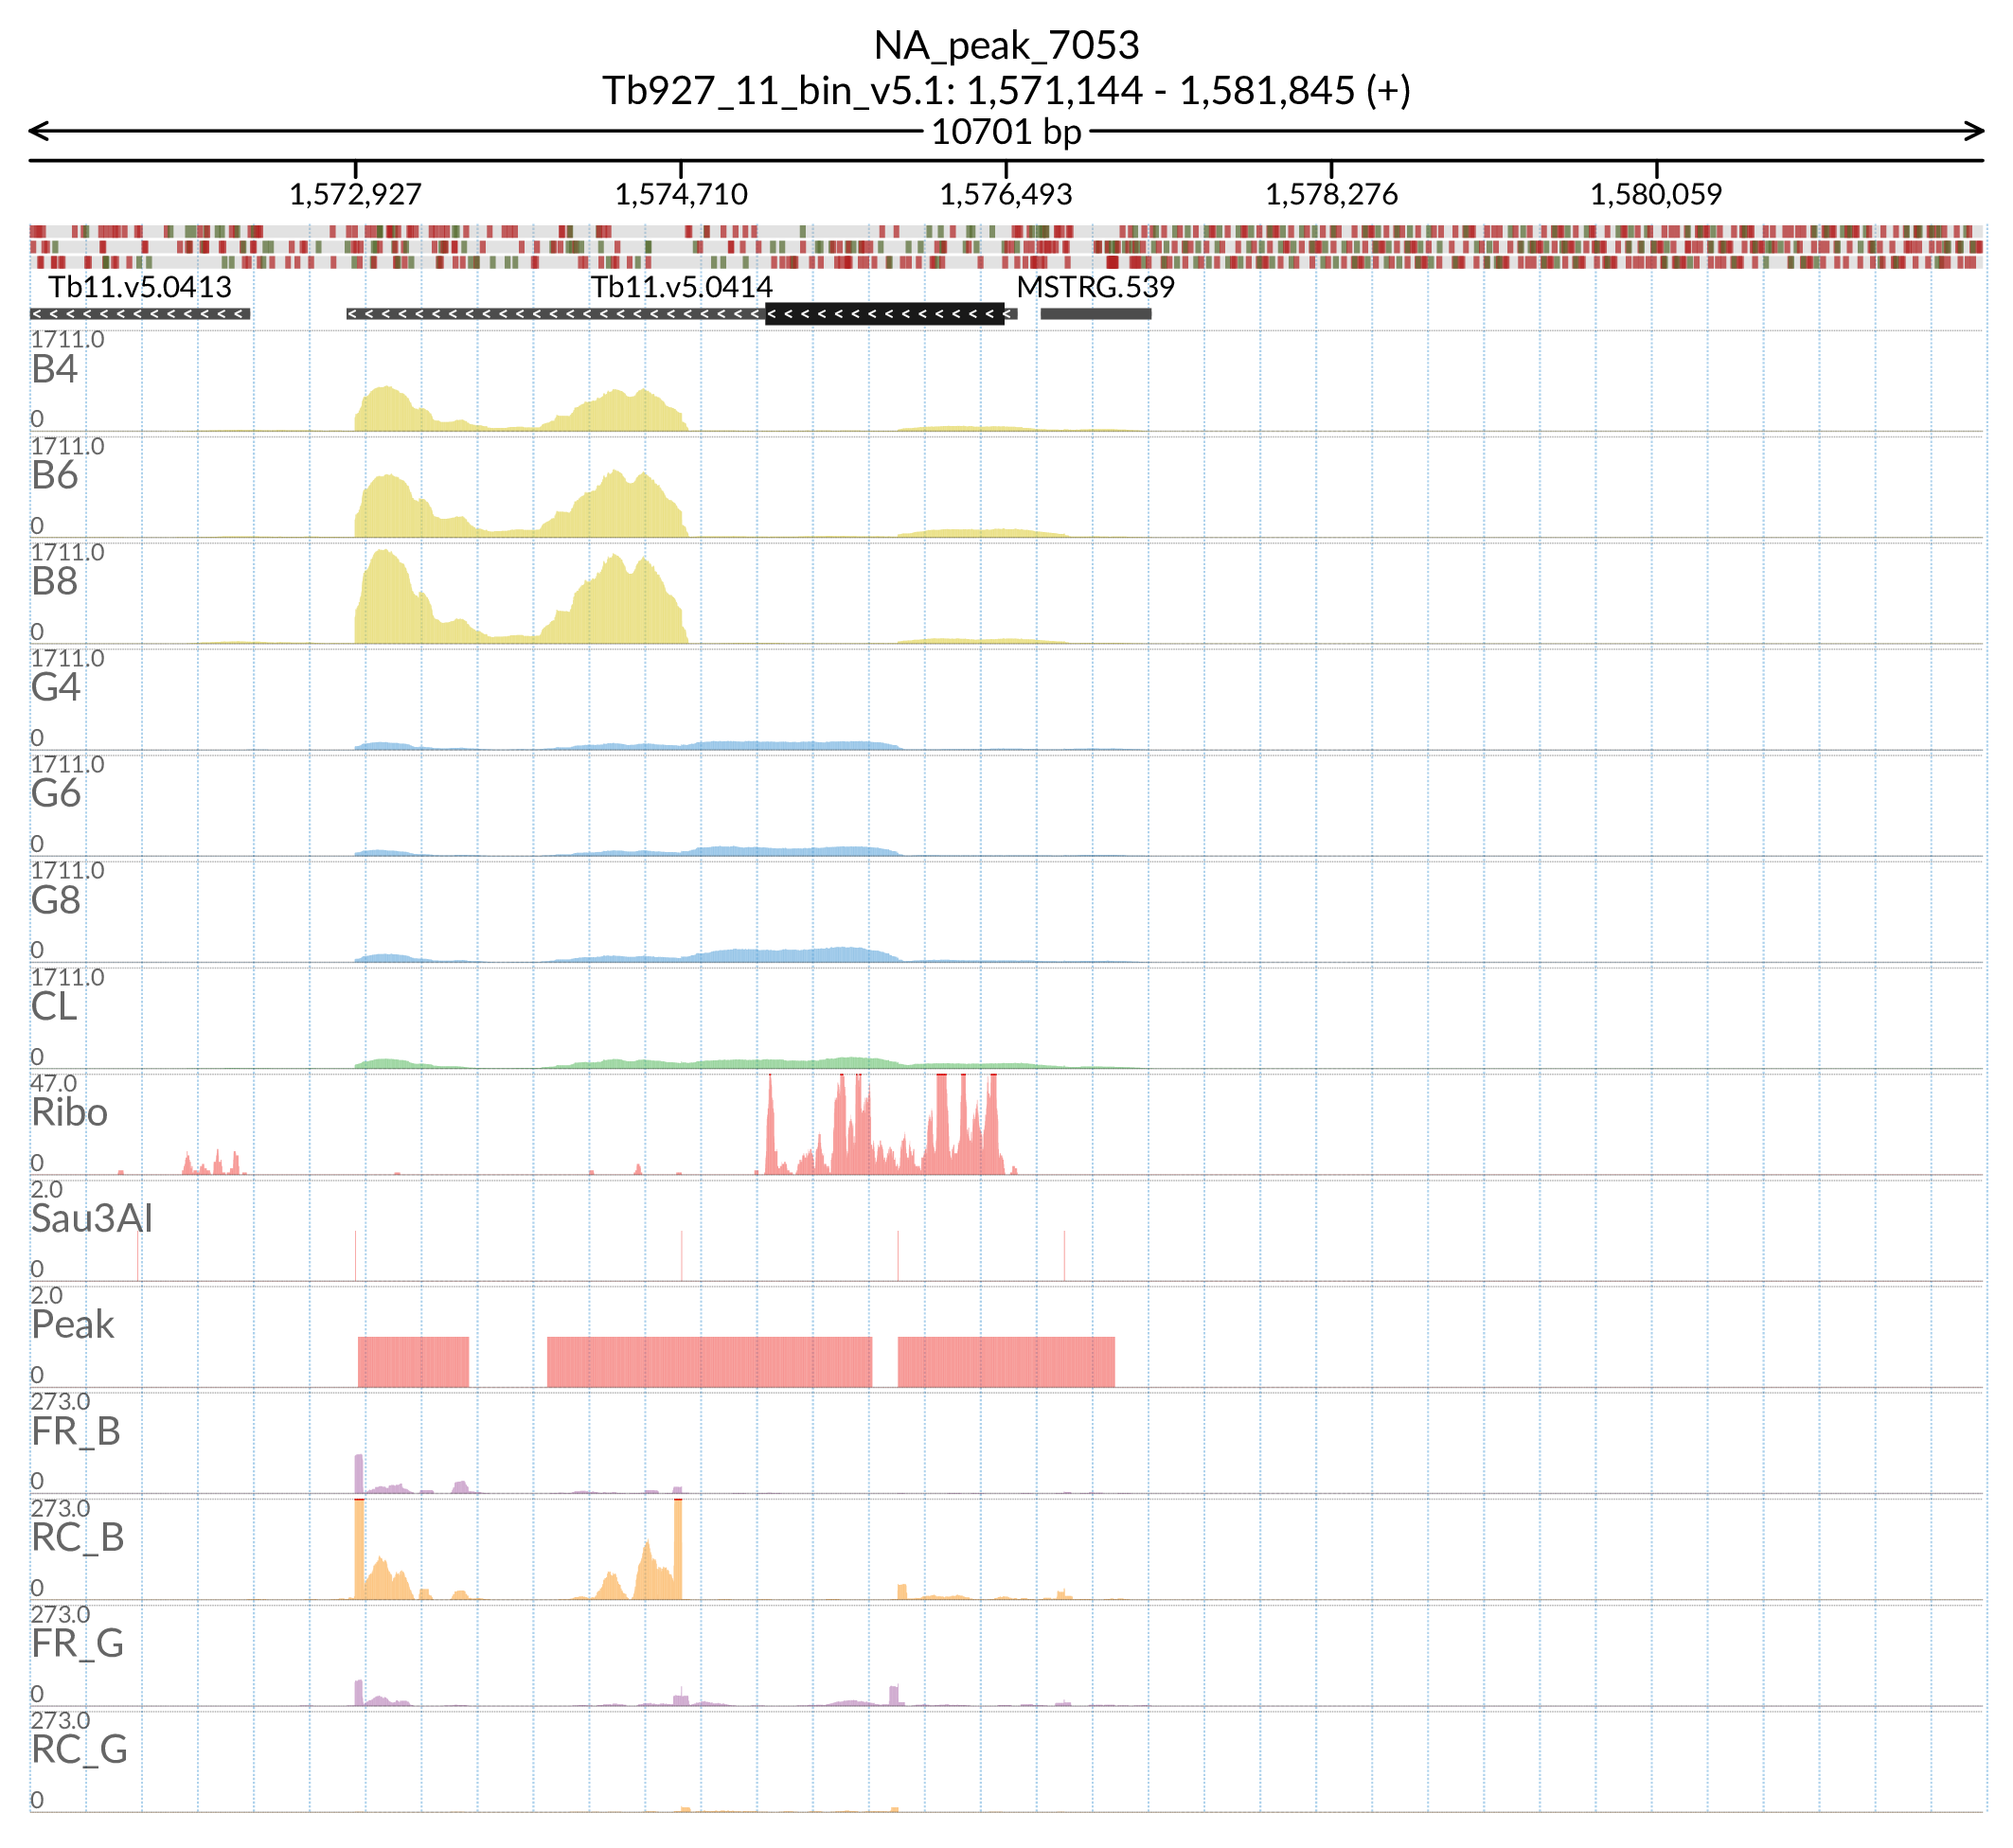 NA_peak_7053
Tb927_11_bin_v5.1: 1,571,144 - 1,581,845 (+)
10701 bp
1,572,927 1,574,710 1,576,493 1,578,276 1,580,059
Tb11.v5.0413 Tb11.v5.0414 MSTRG.539
1711.0
B4
0
1711.0
B6
0
1711.0
B8
0
1711.0
G4
0
1711.0
G6
0
1711.0
G8
0
1711.0
CL
0
47.0
Ribo
0
2.0
Sau3AI
0
2.0
Peak
0
273.0
FR_B
0
273.0
RC_B
0
273.0
FR_G
0
273.0
RC_G
0